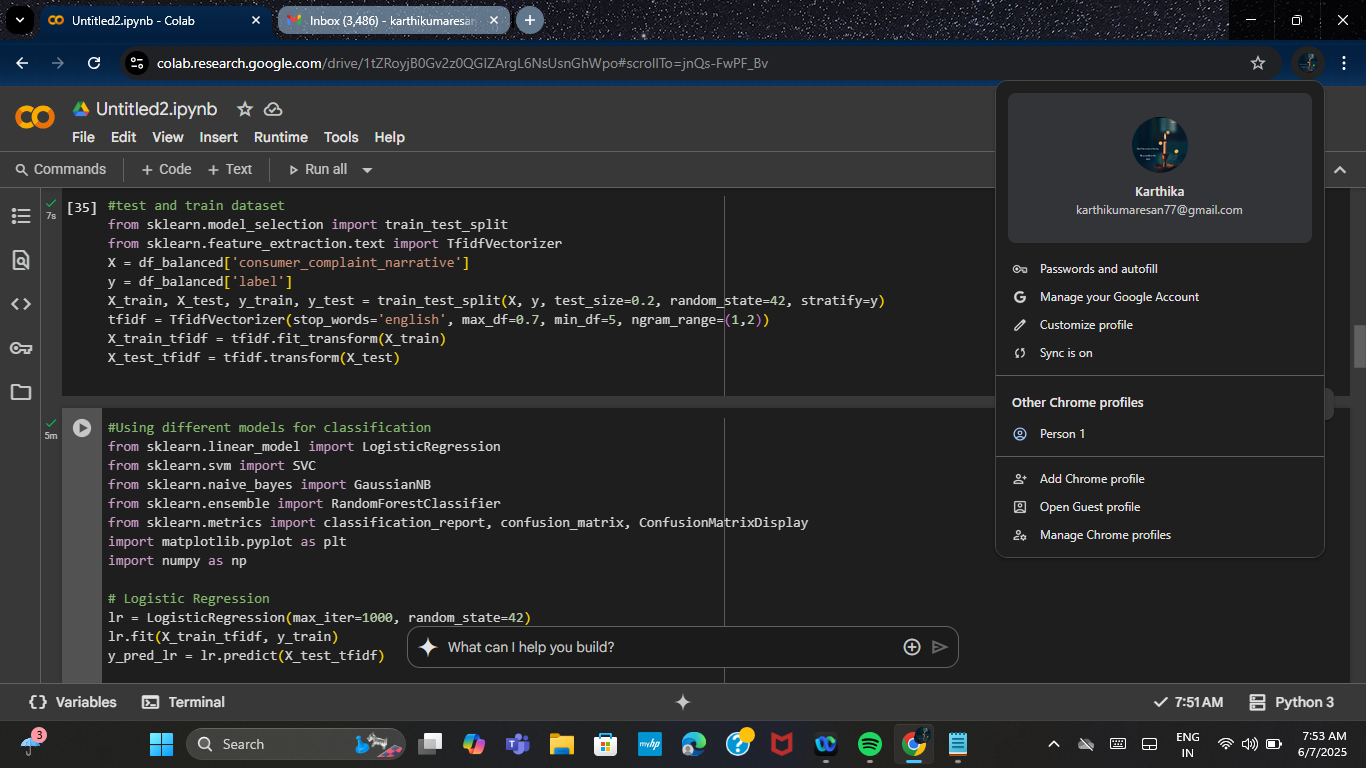 Untitled2.ipynb - Colab
Inbox (3,486) - karthikumaresan
colab.research.google.com/drive/1tZRoyjB0Gv2z0QGIZArgL6NsUsnGhWpo#scrollTo=jnQs-FwPF_Bv
Untitled2.ipynb
File Edit View Insert Runtime Tools Help
Commands + Code + Text Run all
[35]
7s
#test and train dataset
from sklearn.model_selection import train_test_split
from sklearn.feature_extraction.text import TfidfVectorizer
X = df_balanced['consumer_complaint_narrative']
y = df_balanced['label']
X_train, X_test, y_train, y_test = train_test_split(X, y, test_size=0.2, random_state=42, stratify=y)
tfidf = TfidfVectorizer(stop_words='english', max_df=0.7, min_df=5, ngram_range=(1,2))
X_train_tfidf = tfidf.fit_transform(X_train)
X_test_tfidf = tfidf.transform(X_test)
5m
#Using different models for classification
from sklearn.linear_model import LogisticRegression
from sklearn.svm import SVC
from sklearn.naive_bayes import GaussianNB
from sklearn.ensemble import RandomForestClassifier
from sklearn.metrics import classification_report, confusion_matrix, ConfusionMatrixDisplay
import matplotlib.pyplot as plt
import numpy as np
# Logistic Regression
lr = LogisticRegression(max_iter=1000, random_state=42)
lr.fit(X_train_tfidf, y_train)
y_pred_lr = lr.predict(X_test_tfidf)
What can I help you build?
Karthika
karthikumaresan77@gmail.com
Passwords and autofill
Manage your Google Account
Customize profile
Sync is on
Other Chrome profiles
Person 1
Add Chrome profile
Open Guest profile
Manage Chrome profiles
Variables Terminal
7:51 AM Python 3
3
Search
myhp
ENG
IN
7:53 AM
6/7/2025